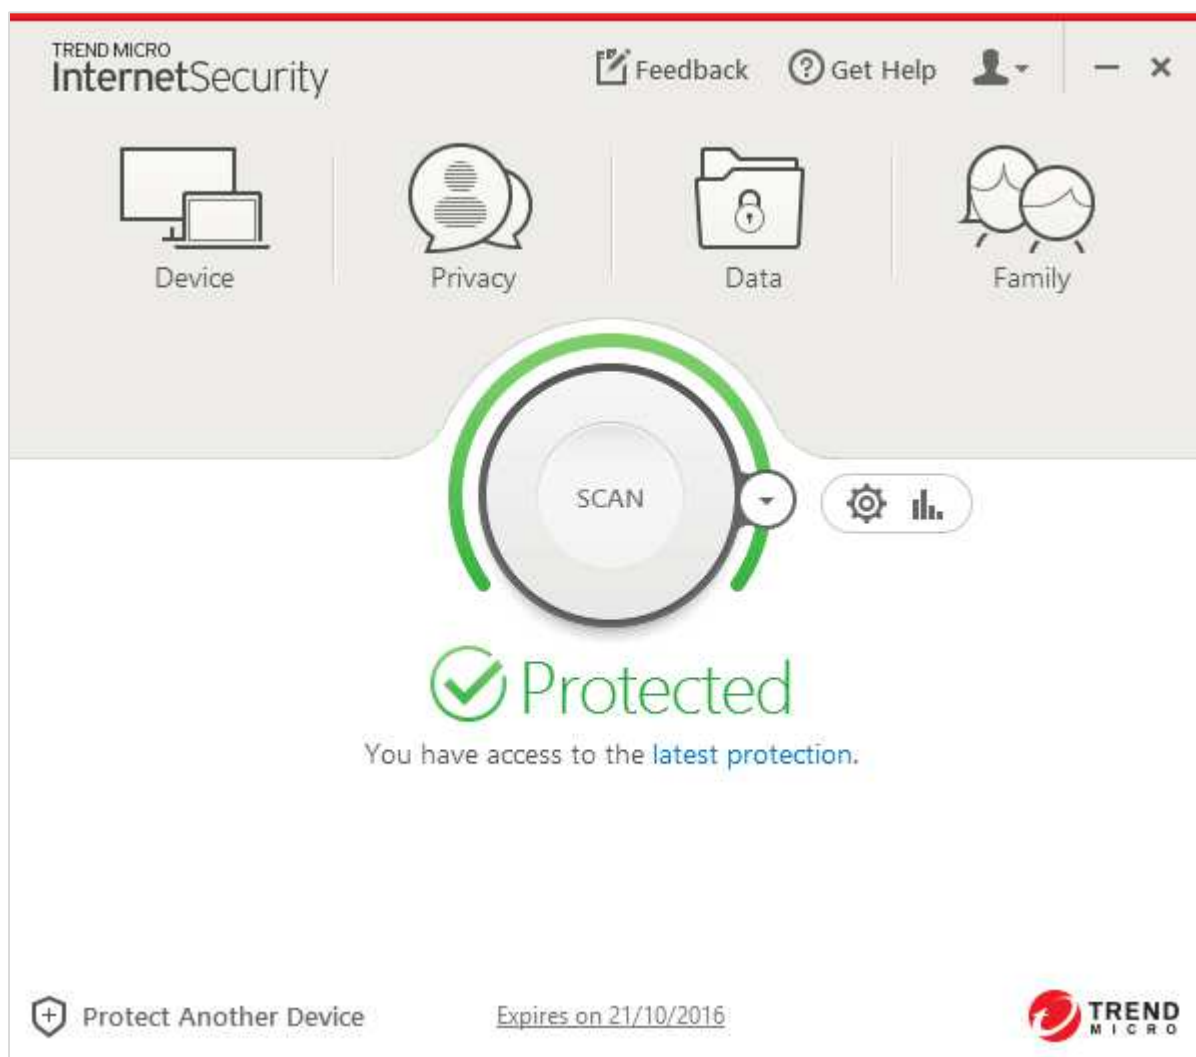 TREND MICRO
InternetSecurity
Feedback
Get Help
Device
Privacy
Data
Family
SCAN
Protected
You have access to the latest protection.
Protect Another Device
Expires on 21/10/2016
TREND
MICRO